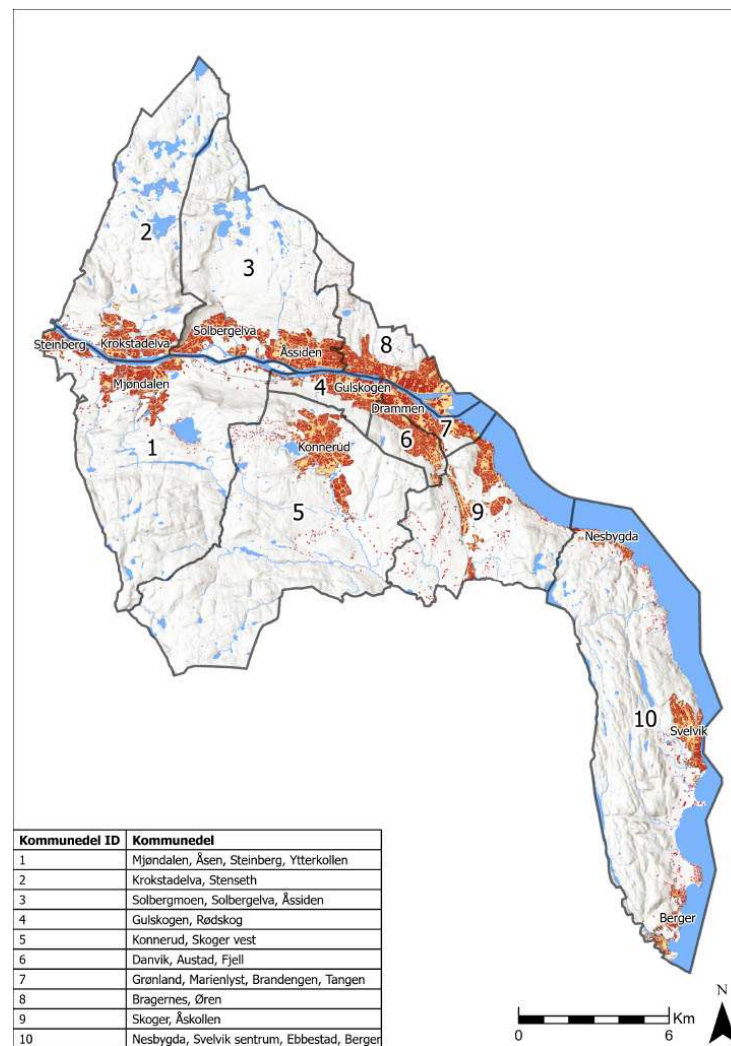 2
3
8
Solbergelva
Steinberg
Krokstadelva
Åssiden
Mjøndalen
4
Gulskogen
Drammen
7
6
Konnerud
1
5
9
Nesbygda
10
Svelvik
Berger
Kommunedel ID Kommunedel
1 Mjøndalen, Åsen, Steinberg, Ytterkollen
2 Krokstadelva, Stenseth
3 Solbergmoen, Solbergelva, Åssiden
4 Gulskogen, Rødskog
5 Konnerud, Skoger vest
6 Danvik, Austad, Fjell
7 Grønland, Marienlyst, Brandengen, Tangen
8 Bragernes, Øren
9 Skoger, Åskollen
10 Nesbygda, Svelvik sentrum, Ebbestad, Berger
N
Km
0 6